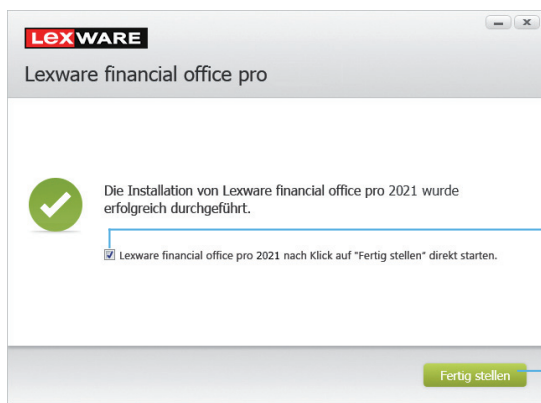 LEXWARE
Lexware financial office pro
Die Installation von Lexware financial office pro 2021 wurde
erfolgreich durchgeführt.
Lexware financial office pro 2021 nach Klick auf "Fertig stellen" direkt starten.
Fertig stellen